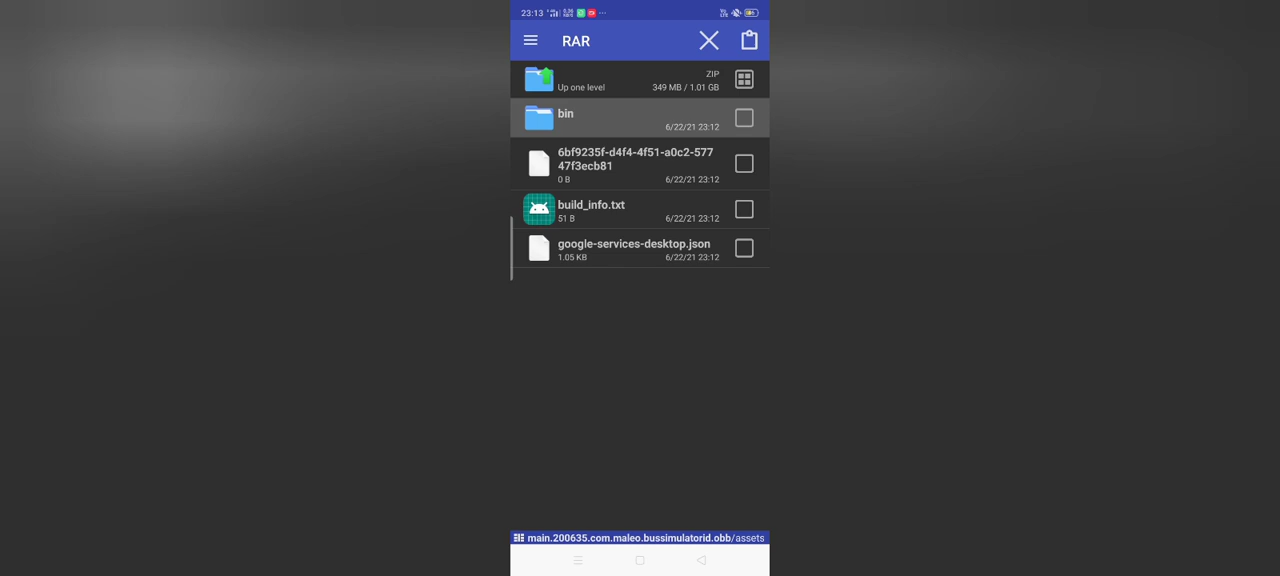 23:13
RAR
ZIP
Up one level
349 MB / 1.01 GB
bin
6/22/21 23:12
6bf9235f-d4f4-4f51-a0c2-577
47f3ecb81
0 B
6/22/21 23:12
build_info.txt
51 B
6/22/21 23:12
google-services-desktop.json
1.05 KB
6/22/21 23:12
main.200635.com.maleo.bussimulatorid.obb/assets